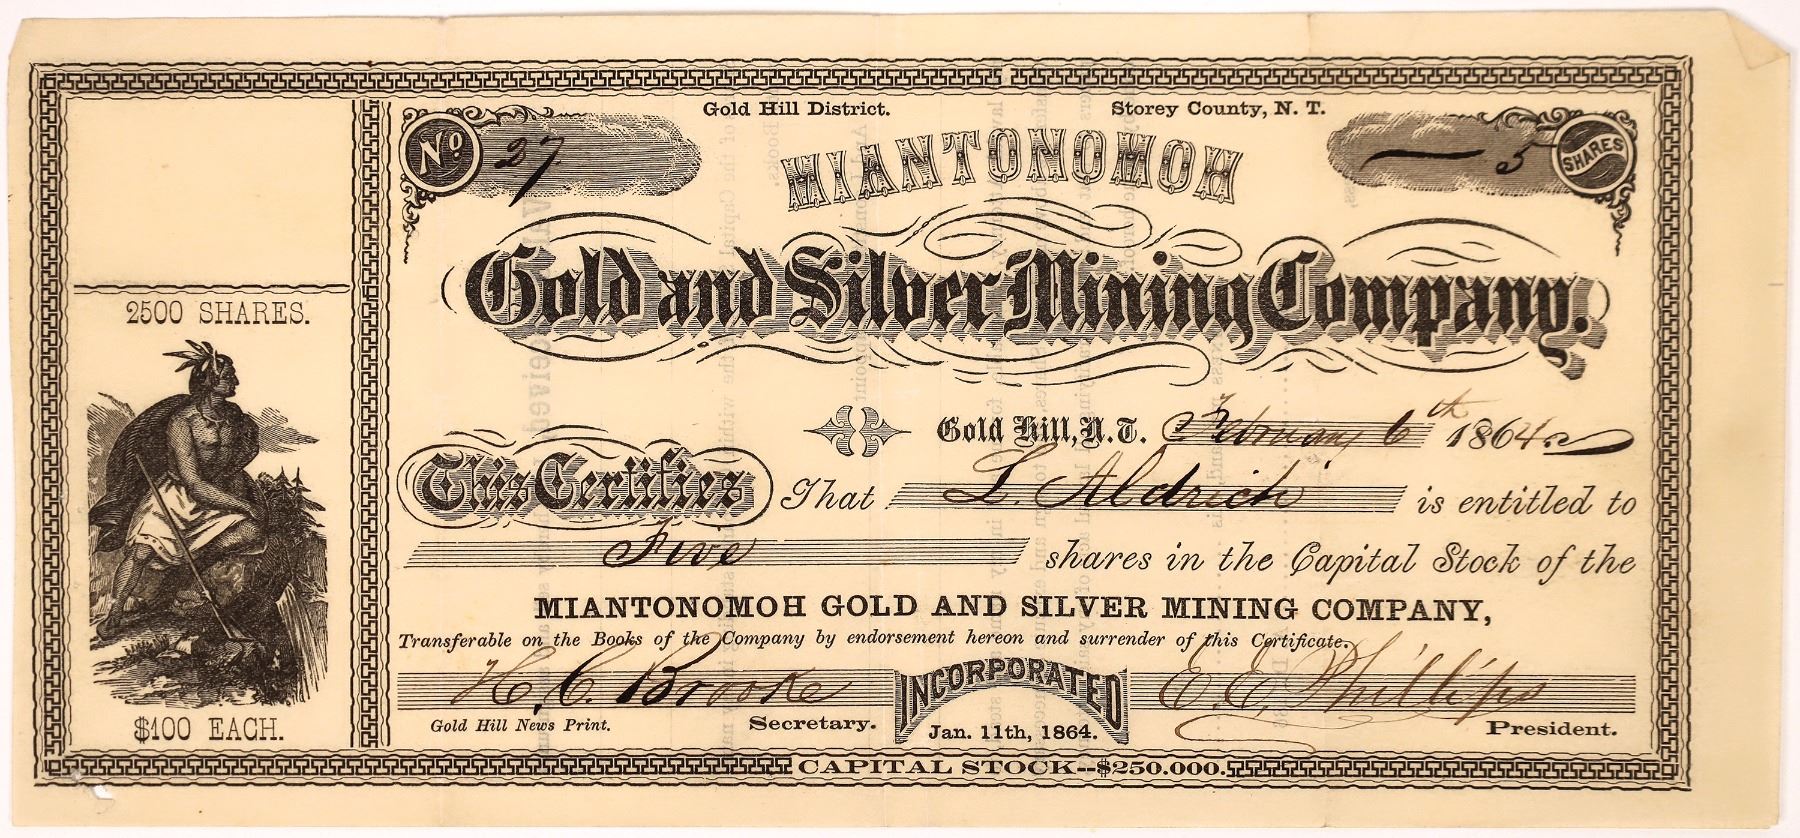 Gold Hill District. Storey County, N. T.
No. 27
5 SHARES
MIANTONOMOH
Gold and Silver Mining Company.
2500 SHARES.
$100 EACH.
Gold Hill, N. T. February 6th 1864
This Certifies That L. Aldrich is entitled to
Five shares in the Capital Stock of the
MIANTONOMOH GOLD AND SILVER MINING COMPANY,
Transferable on the Books of the Company by endorsement hereon and surrender of this Certificate.
H. C. Brooke E. E. Phillips
Gold Hill News Print. Secretary. President.
INCORPORATED
Jan. 11th, 1864.
CAPITAL STOCK--$250.000.